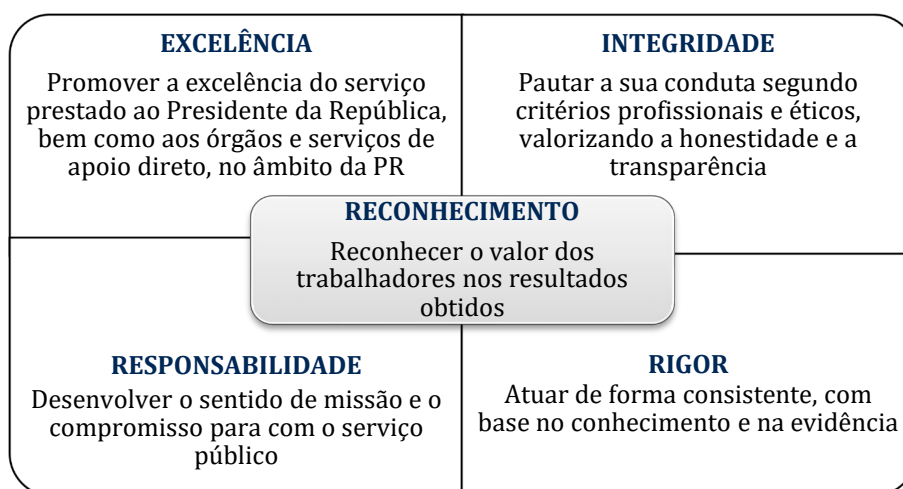 EXCELÊNCIA
Promover a excelência do serviço
prestado ao Presidente da República,
bem como aos órgãos e serviços de
apoio direto, no âmbito da PR
INTEGRIDADE
Pautar a sua conduta segundo
critérios profissionais e éticos,
valorizando a honestidade e a
transparência
RECONHECIMENTO
Reconhecer o valor dos
trabalhadores nos resultados
obtidos
RESPONSABILIDADE
Desenvolver o sentido de missão e o
compromisso para com o serviço
público
RIGOR
Atuar de forma consistente, com
base no conhecimento e na evidência